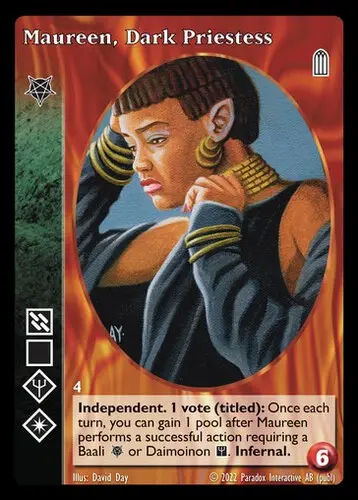 Maureen, Dark Priestess
AY.
4
Independent. 1 vote (titled): Once each
turn, you can gain 1 pool after Maureen
performs a successful action requiring a
Baali or Daimoinon . Infernal.
6
Illus: David Day
© 2022 Paradox Interactive AB (publ)